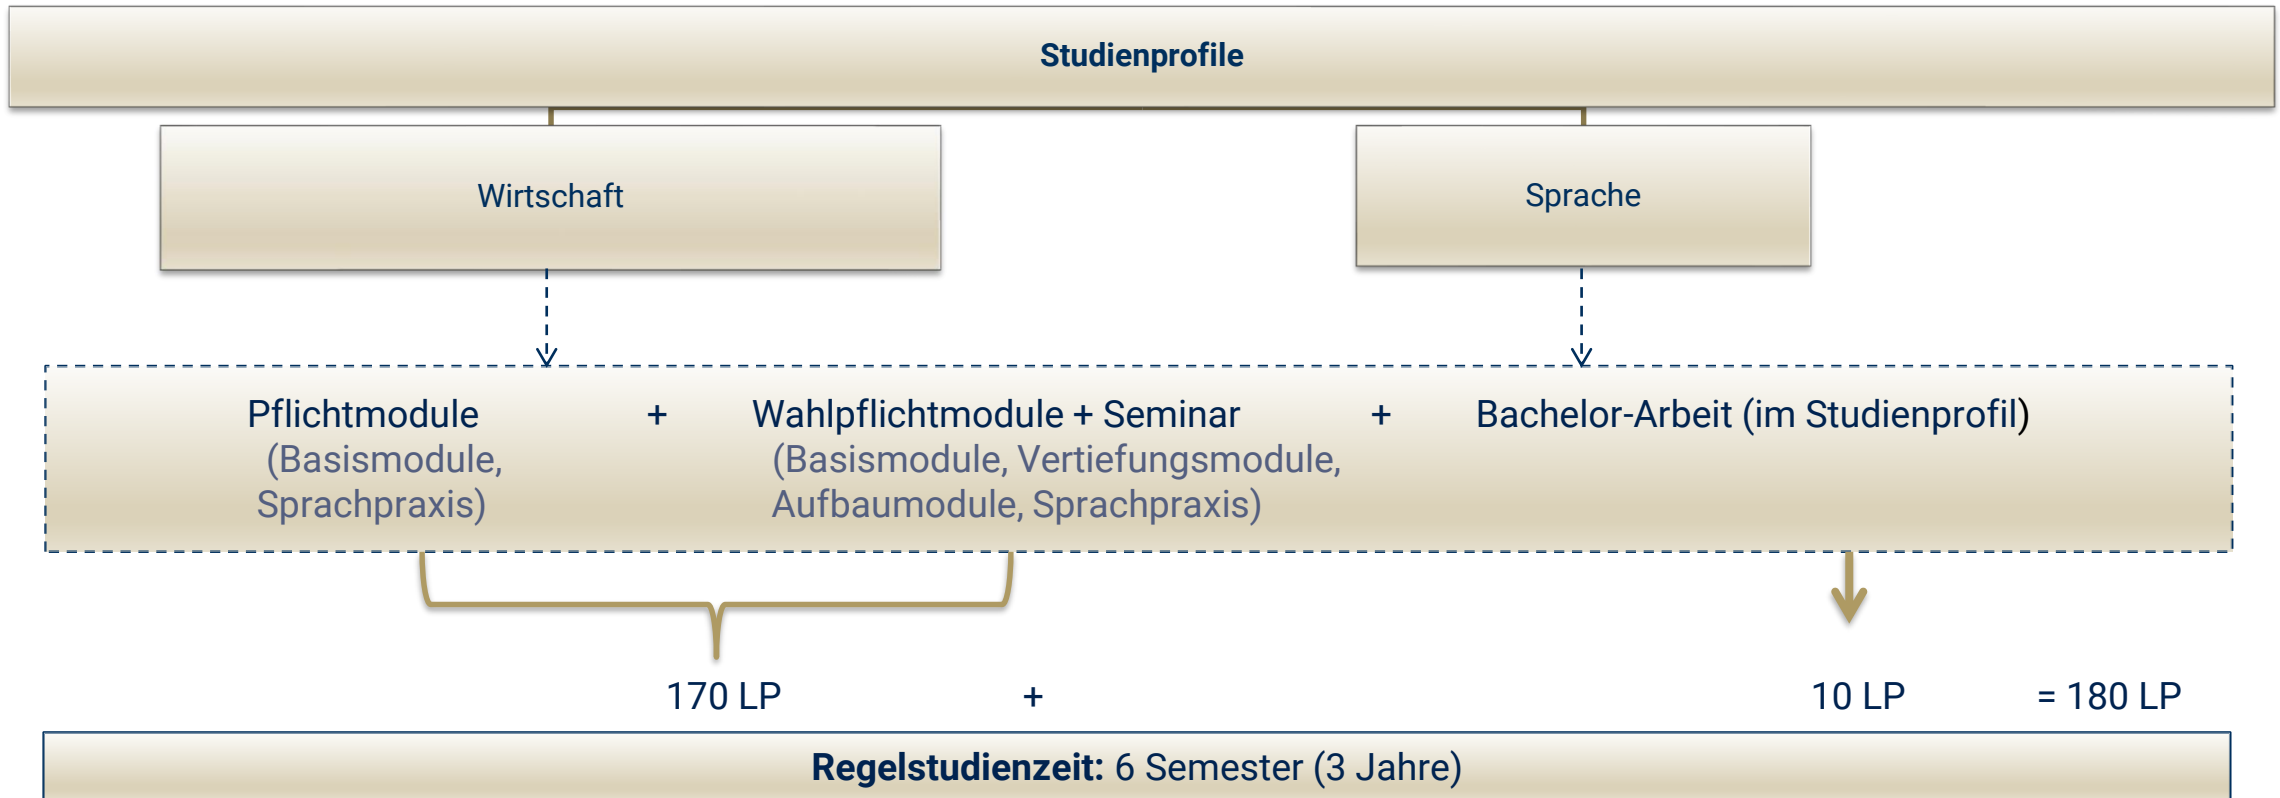 Studienprofile
Wirtschaft
Sprache
Pflichtmodule + Wahlpflichtmodule + Seminar + Bachelor-Arbeit (im Studienprofil)
(Basismodule, (Basismodule, Vertiefungsmodule,
Sprachpraxis) Aufbaumodule, Sprachpraxis)
170 LP + 10 LP = 180 LP
Regelstudienzeit: 6 Semester (3 Jahre)